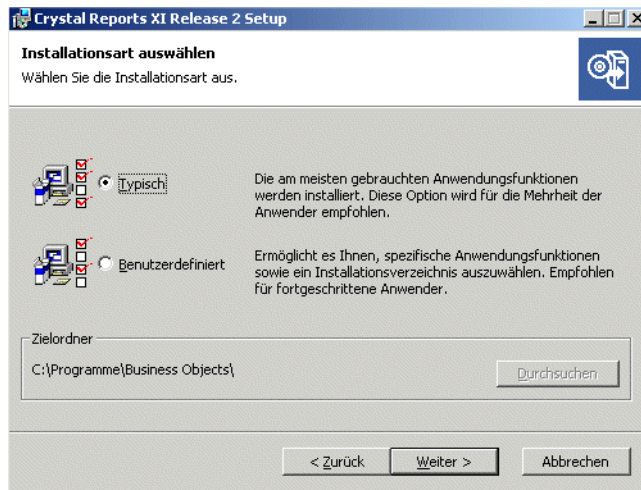 Crystal Reports XI Release 2 Setup
Installationsart auswählen
Wählen Sie die Installationsart aus.
Typisch
Die am meisten gebrauchten Anwendungsfunktionen
werden installiert. Diese Option wird für die Mehrheit der
Anwender empfohlen.
Benutzerdefiniert
Ermöglicht es Ihnen, spezifische Anwendungsfunktionen
sowie ein Installationsverzeichnis auszuwählen. Empfohlen
für fortgeschrittene Anwender.
Zielordner
C:\Programme\Business Objects\
Durchsuchen
< Zurück
Weiter >
Abbrechen